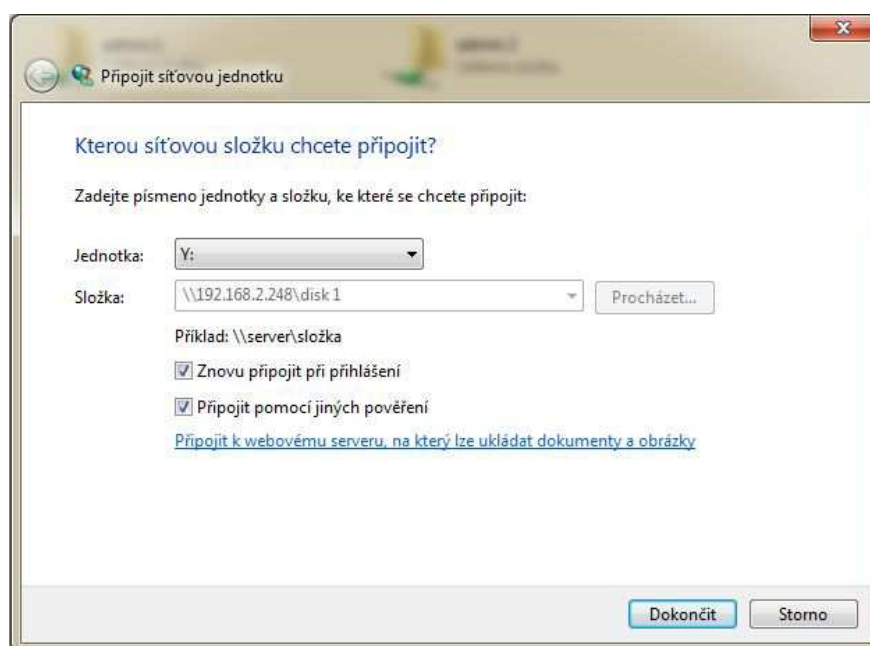 Připojit síťovou jednotku
Kterou síťovou složku chcete připojit?
Zadejte písmeno jednotky a složku, ke které se chcete připojit:
Jednotka: Y:
Složka: \\192.168.2.248\disk 1 Procházet...
Příklad: \\server\složka
Znovu připojit při přihlášení
Připojit pomocí jiných pověření
Připojit k webovému serveru, na který lze ukládat dokumenty a obrázky
Dokončit Storno